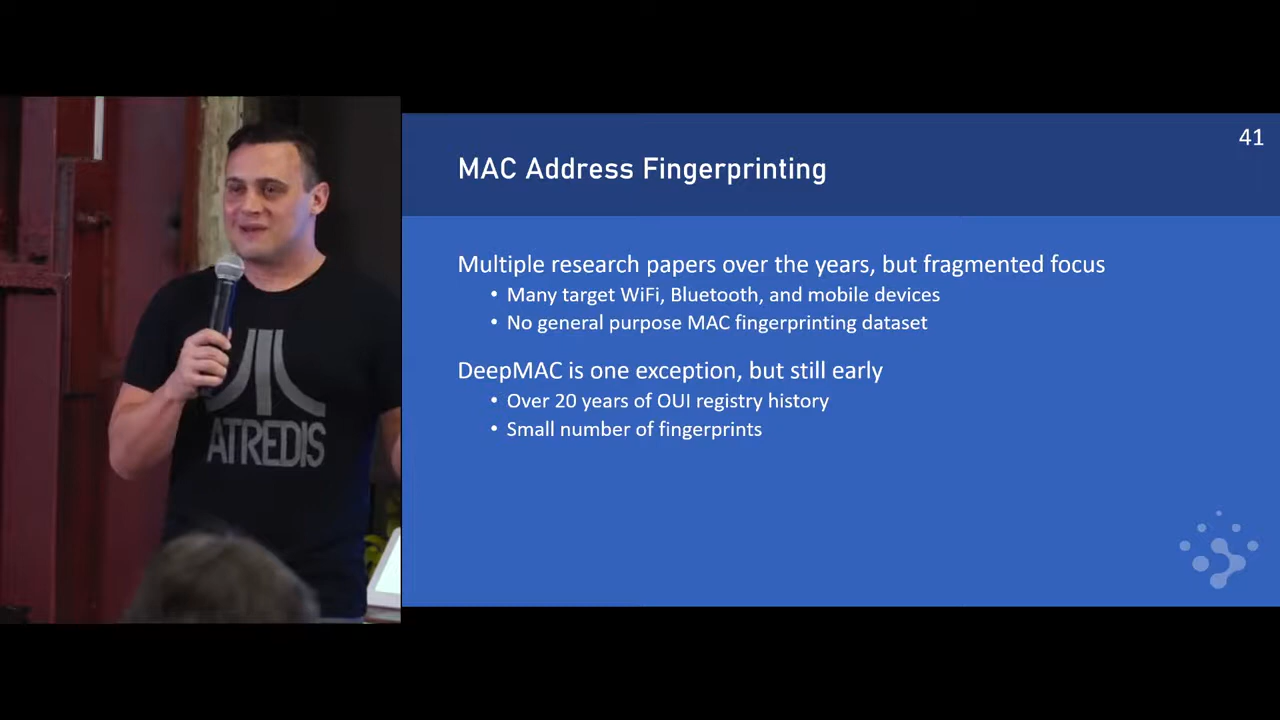 ATREDIS
41
MAC Address Fingerprinting
Multiple research papers over the years, but fragmented focus
• Many target WiFi, Bluetooth, and mobile devices
• No general purpose MAC fingerprinting dataset
DeepMAC is one exception, but still early
• Over 20 years of OUI registry history
• Small number of fingerprints